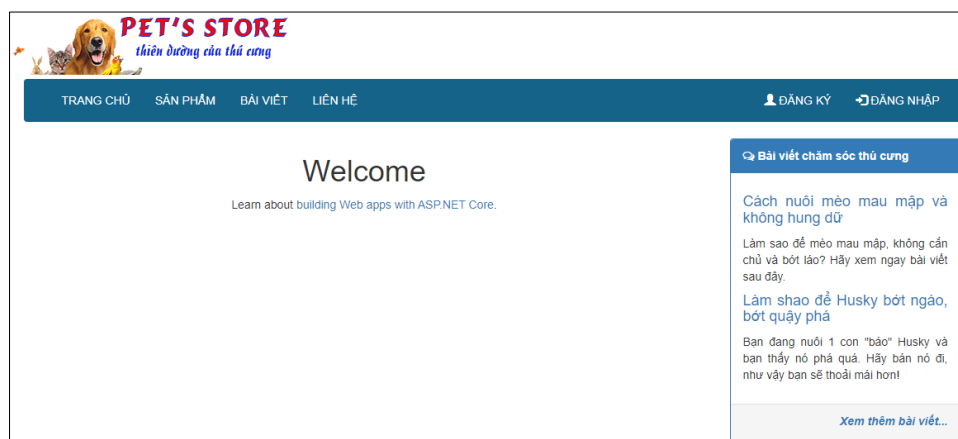 PET'S STORE
thiên đường của thú cưng
TRANG CHỦ SẢN PHẨM BÀI VIẾT LIÊN HỆ ĐĂNG KÝ ĐĂNG NHẬP
Welcome
Learn about building Web apps with ASP.NET Core.
Bài viết chăm sóc thú cưng
Cách nuôi mèo mau mập và
không hung dữ
Làm sao để mèo mau mập, không cắn
chủ và bớt láo? Hãy xem ngay bài viết
sau đây.
Làm shao để Husky bớt ngáo,
bớt quậy phá
Bạn đang nuôi 1 con "báo" Husky và
bạn thấy nó phá quá. Hãy bán nó đi,
như vậy bạn sẽ thoải mái hơn!
Xem thêm bài viết...